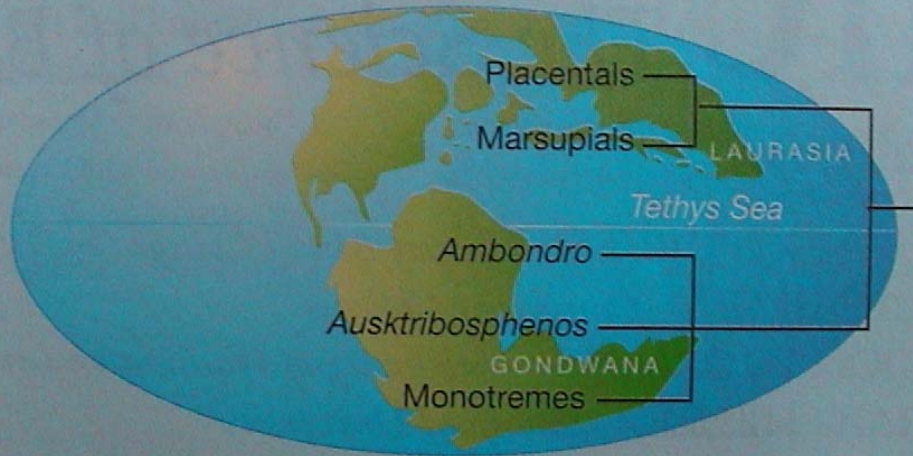 Placentals
Marsupials
LAURASIA
Tethys Sea
Ambondro
Ausktribosphenos
GONDWANA
Monotremes